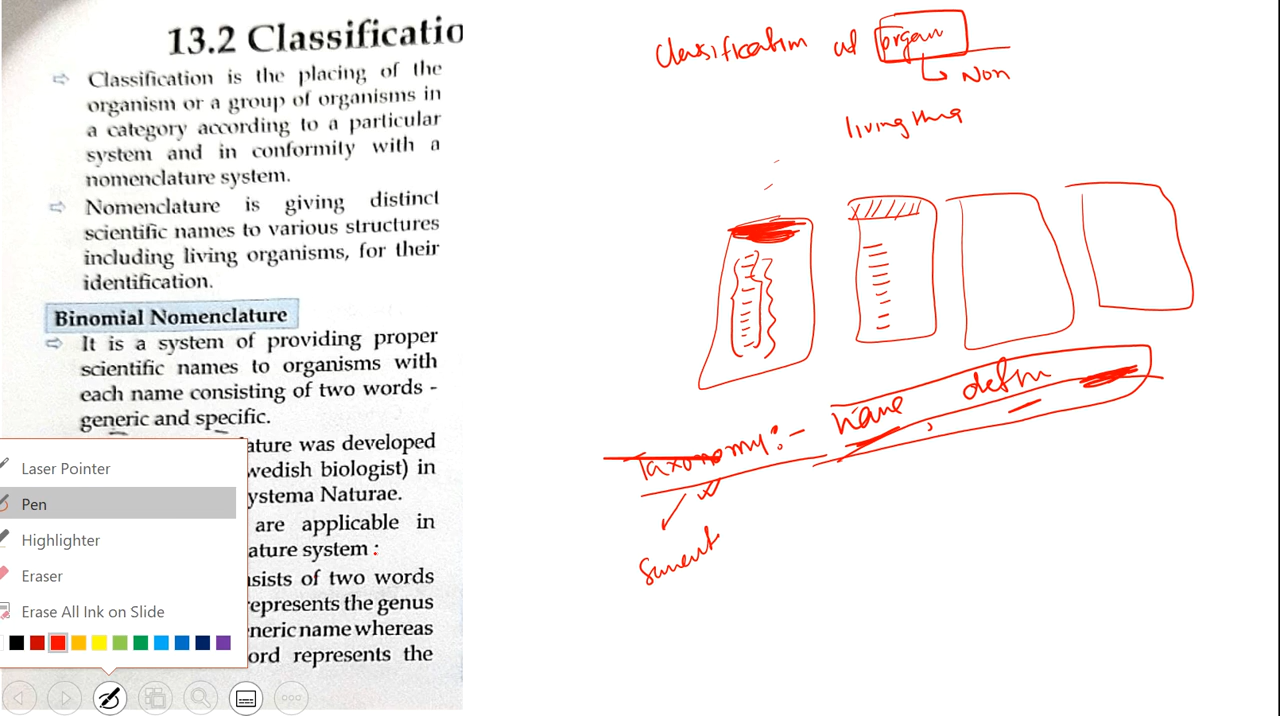 13.2 Classificatio
⇨ Classification is the placing of the
organism or a group of organisms in
a category according to a particular
system and in conformity with a
nomenclature system.
⇨ Nomenclature is giving distinct
scientific names to various structures
including living organisms, for their
identification.
Binomial Nomenclature
⇨ It is a system of providing proper
scientific names to organisms with
each name consisting of two words -
generic and specific.
ature was developed
wedish biologist) in
ystema Naturae.
are applicable in
ature system :
nsists of two words
epresents the genus
neric name whereas
ord represents the
Laser Pointer
Pen
Highlighter
Eraser
Erase All Ink on Slide
Classification of organ
Non
living thing
Taxonomy :- Name